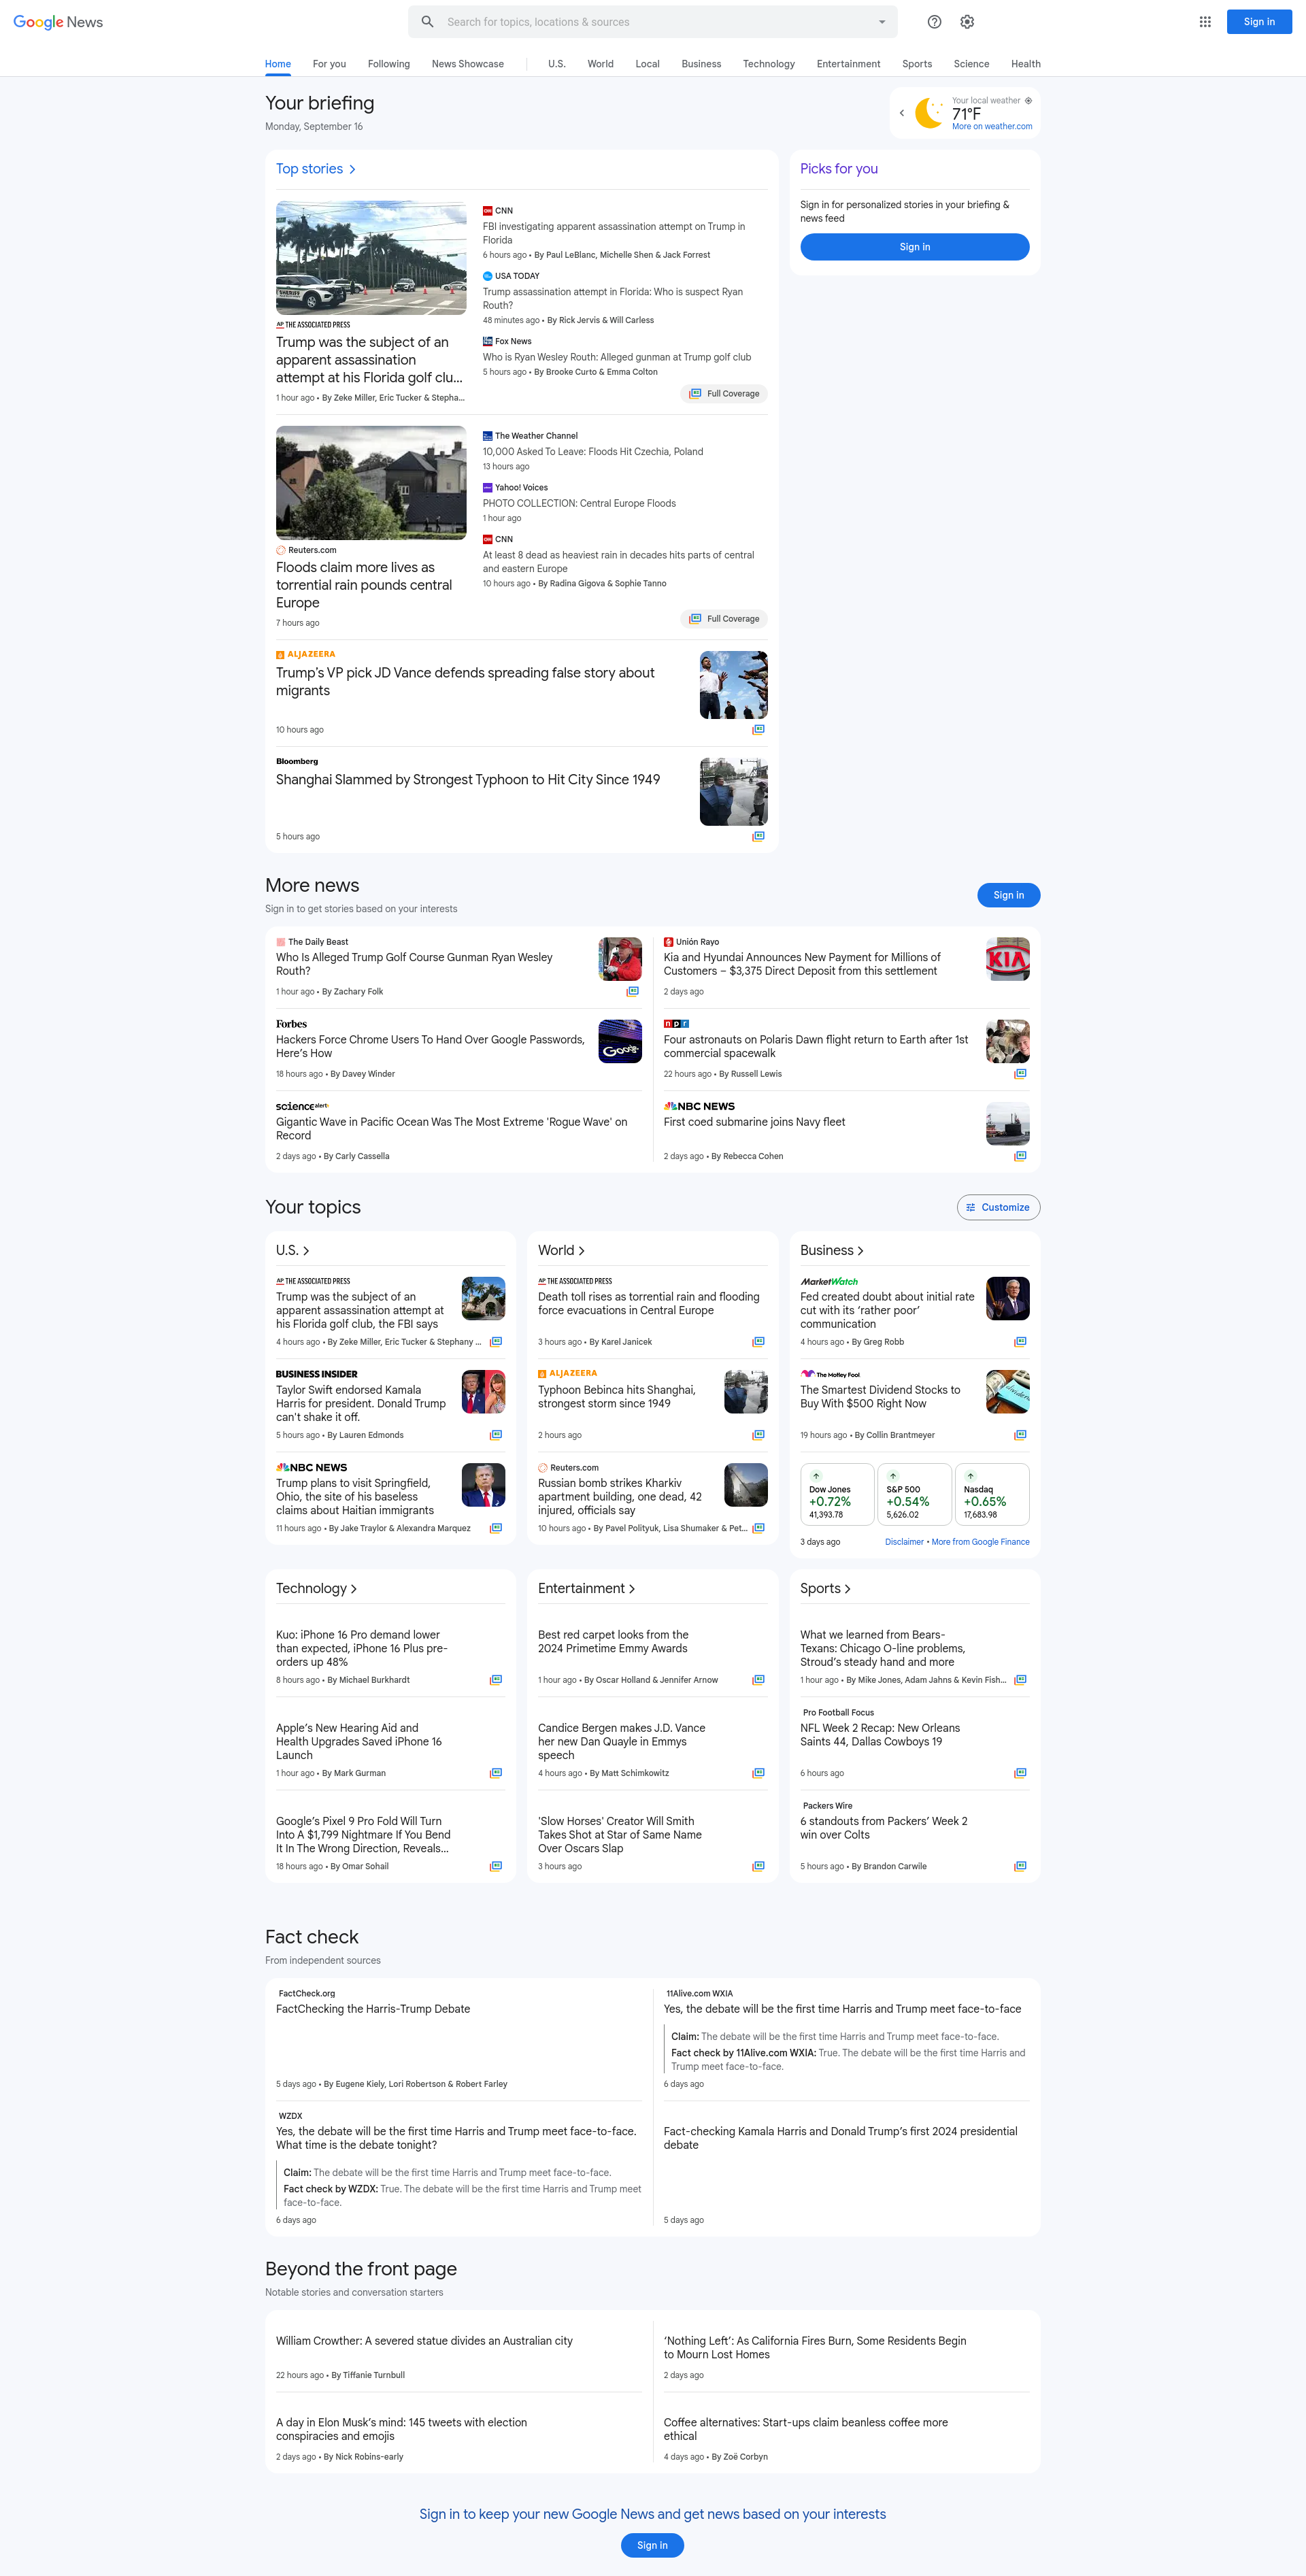 Google News
Search for topics, locations & sources
Sign in
Home
For you
Following
News Showcase
U.S.
World
Local
Business
Technology
Entertainment
Sports
Science
Health
Your briefing
Monday, September 16
Your local weather
71°F
More on weather.com
Top stories
THE ASSOCIATED PRESS
Trump was the subject of an
apparent assassination
attempt at his Florida golf clu...
1 hour ago • By Zeke Miller, Eric Tucker & Stepha...
CNN
FBI investigating apparent assassination attempt on Trump in
Florida
6 hours ago • By Paul LeBlanc, Michelle Shen & Jack Forrest
USA TODAY
Trump assassination attempt in Florida: Who is suspect Ryan
Routh?
48 minutes ago • By Rick Jervis & Will Carless
Fox News
Who is Ryan Wesley Routh: Alleged gunman at Trump golf club
5 hours ago • By Brooke Curto & Emma Colton
Full Coverage
Reuters.com
Floods claim more lives as
torrential rain pounds central
Europe
7 hours ago
The Weather Channel
10,000 Asked To Leave: Floods Hit Czechia, Poland
13 hours ago
Yahoo! Voices
PHOTO COLLECTION: Central Europe Floods
1 hour ago
CNN
At least 8 dead as heaviest rain in decades hits parts of central
and eastern Europe
10 hours ago • By Radina Gigova & Sophie Tanno
Full Coverage
ALJAZEERA
Trump's VP pick JD Vance defends spreading false story about
migrants
10 hours ago
Bloomberg
Shanghai Slammed by Strongest Typhoon to Hit City Since 1949
5 hours ago
Picks for you
Sign in for personalized stories in your briefing &
news feed
Sign in
More news
Sign in to get stories based on your interests
Sign in
The Daily Beast
Who Is Alleged Trump Golf Course Gunman Ryan Wesley
Routh?
1 hour ago • By Zachary Folk
Unión Rayo
Kia and Hyundai Announces New Payment for Millions of
Customers – $3,375 Direct Deposit from this settlement
2 days ago
KIA
Forbes
Hackers Force Chrome Users To Hand Over Google Passwords,
Here's How
18 hours ago • By Davey Winder
Google
npr
Four astronauts on Polaris Dawn flight return to Earth after 1st
commercial spacewalk
22 hours ago • By Russell Lewis
sciencealert
Gigantic Wave in Pacific Ocean Was The Most Extreme 'Rogue Wave' on
Record
2 days ago • By Carly Cassella
NBC NEWS
First coed submarine joins Navy fleet
2 days ago • By Rebecca Cohen
Your topics
Customize
U.S.
THE ASSOCIATED PRESS
Trump was the subject of an
apparent assassination attempt at
his Florida golf club, the FBI says
4 hours ago • By Zeke Miller, Eric Tucker & Stephany ...
BUSINESS INSIDER
Taylor Swift endorsed Kamala
Harris for president. Donald Trump
can't shake it off.
5 hours ago • By Lauren Edmonds
NBC NEWS
Trump plans to visit Springfield,
Ohio, the site of his baseless
claims about Haitian immigrants
11 hours ago • By Jake Traylor & Alexandra Marquez
World
THE ASSOCIATED PRESS
Death toll rises as torrential rain and flooding
force evacuations in Central Europe
3 hours ago • By Karel Janicek
ALJAZEERA
Typhoon Bebinca hits Shanghai,
strongest storm since 1949
2 hours ago
Reuters.com
Russian bomb strikes Kharkiv
apartment building, one dead, 42
injured, officials say
10 hours ago • By Pavel Polityuk, Lisa Shumaker & Pet...
Business
MarketWatch
Fed created doubt about initial rate
cut with its 'rather poor'
communication
4 hours ago • By Greg Robb
The Motley Fool
The Smartest Dividend Stocks to
Buy With $500 Right Now
19 hours ago • By Collin Brantmeyer
Dow Jones
+0.72%
41,393.78
S&P 500
+0.54%
5,626.02
Nasdaq
+0.65%
17,683.98
3 days ago
Disclaimer • More from Google Finance
Technology
Kuo: iPhone 16 Pro demand lower
than expected, iPhone 16 Plus pre-
orders up 48%
8 hours ago • By Michael Burkhardt
Apple's New Hearing Aid and
Health Upgrades Saved iPhone 16
Launch
1 hour ago • By Mark Gurman
Google's Pixel 9 Pro Fold Will Turn
Into A $1,799 Nightmare If You Bend
It In The Wrong Direction, Reveals...
18 hours ago • By Omar Sohail
Entertainment
Best red carpet looks from the
2024 Primetime Emmy Awards
1 hour ago • By Oscar Holland & Jennifer Arnow
Candice Bergen makes J.D. Vance
her new Dan Quayle in Emmys
speech
4 hours ago • By Matt Schimkowitz
'Slow Horses' Creator Will Smith
Takes Shot at Star of Same Name
Over Oscars Slap
3 hours ago
Sports
What we learned from Bears-
Texans: Chicago O-line problems,
Stroud's steady hand and more
1 hour ago • By Mike Jones, Adam Jahns & Kevin Fish...
Pro Football Focus
NFL Week 2 Recap: New Orleans
Saints 44, Dallas Cowboys 19
6 hours ago
Packers Wire
6 standouts from Packers' Week 2
win over Colts
5 hours ago • By Brandon Carwile
Fact check
From independent sources
FactCheck.org
FactChecking the Harris-Trump Debate
5 days ago • By Eugene Kiely, Lori Robertson & Robert Farley
11Alive.com WXIA
Yes, the debate will be the first time Harris and Trump meet face-to-face
Claim: The debate will be the first time Harris and Trump meet face-to-face.
Fact check by 11Alive.com WXIA: True. The debate will be the first time Harris and
Trump meet face-to-face.
6 days ago
WZDX
Yes, the debate will be the first time Harris and Trump meet face-to-face.
What time is the debate tonight?
Claim: The debate will be the first time Harris and Trump meet face-to-face.
Fact check by WZDX: True. The debate will be the first time Harris and Trump meet
face-to-face.
6 days ago
Fact-checking Kamala Harris and Donald Trump's first 2024 presidential
debate
5 days ago
Beyond the front page
Notable stories and conversation starters
William Crowther: A severed statue divides an Australian city
22 hours ago • By Tiffanie Turnbull
'Nothing Left': As California Fires Burn, Some Residents Begin
to Mourn Lost Homes
2 days ago
A day in Elon Musk's mind: 145 tweets with election
conspiracies and emojis
2 days ago • By Nick Robins-early
Coffee alternatives: Start-ups claim beanless coffee more
ethical
4 days ago • By Zoë Corbyn
Sign in to keep your new Google News and get news based on your interests
Sign in